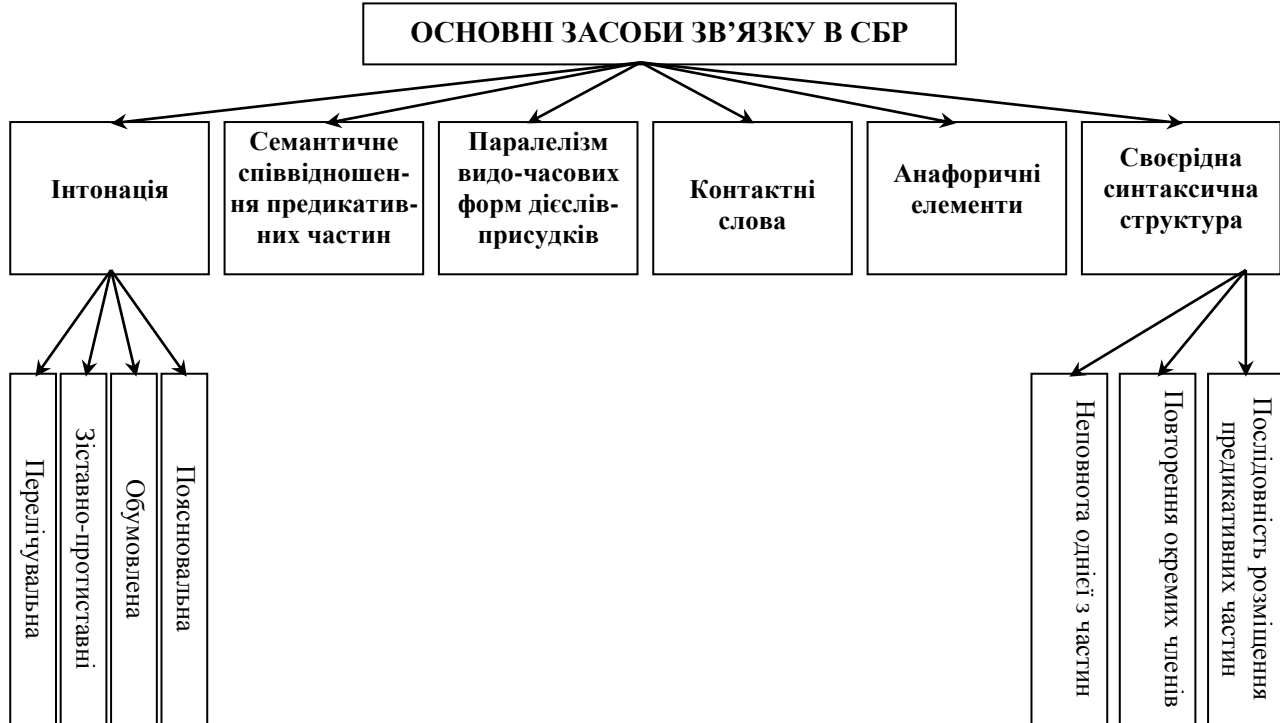 ОСНОВНІ ЗАСОБИ ЗВ’ЯЗКУ В СБР
Інтонація
Семантичне
співвідношен-
ня предикатив-
них частин
Паралелізм
видо-часових
форм дієслів-
присудків
Контактні
слова
Анафоричні
елементи
Своєрідна
синтаксична
структура
Перелічувальна
Зіставно-протиставні
Обумовлена
Пояснювальна
Неповнота однієї з частин
Повторення окремих членів
Послідовність розміщення
предикативних частин